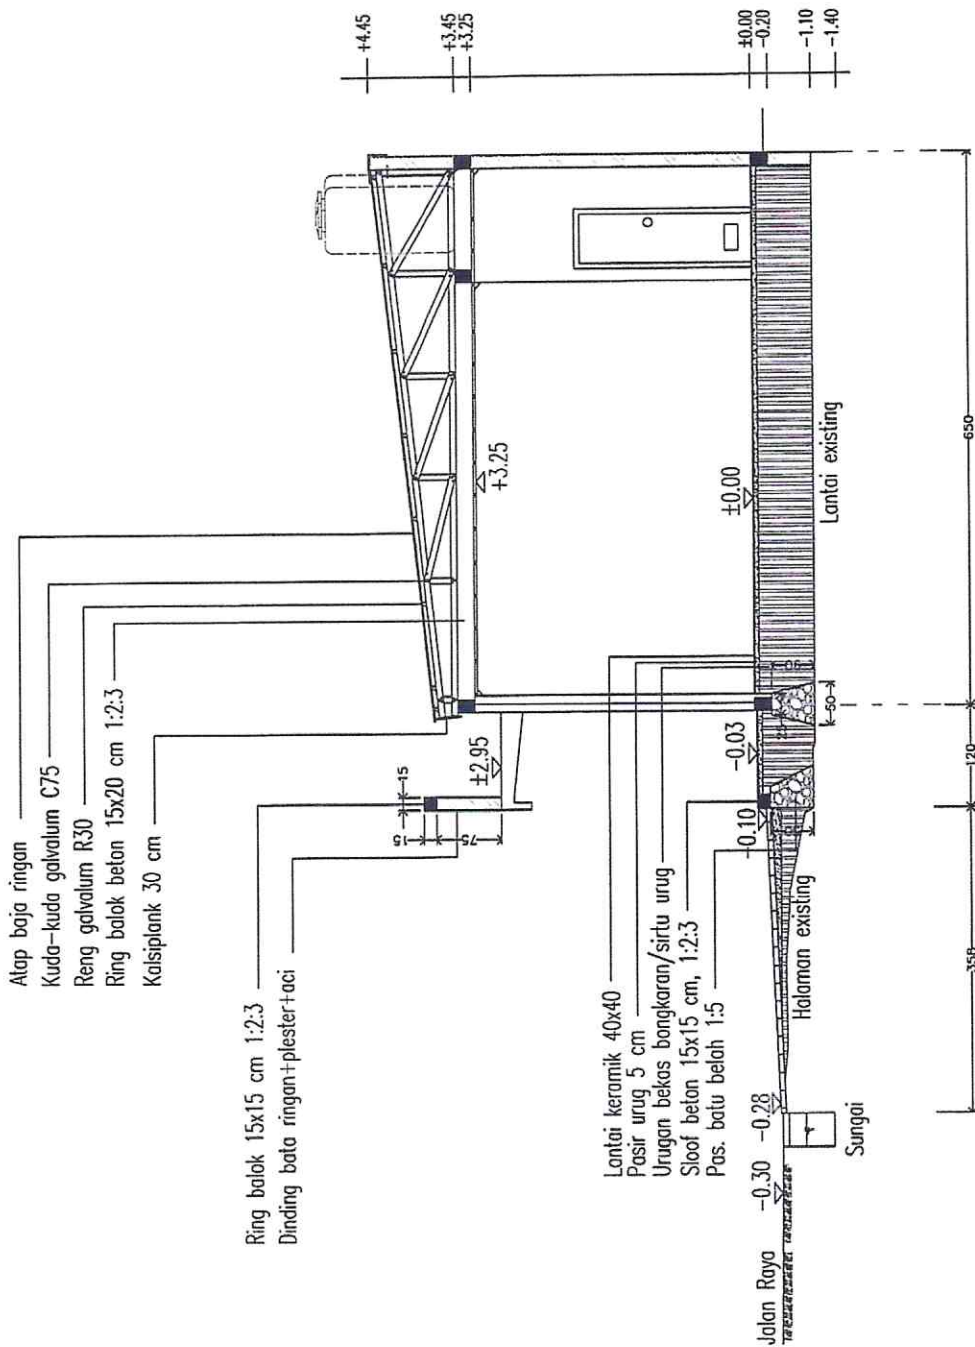 Atap baja ringan
Kuda-kuda galvalum C75
Reng galvalum R30
Ring balok beton 15x20 cm 1:2:3
Kalsiplank 30 cm
Ring balok 15x15 cm 1:2:3
Dinding bata ringan+plester+aci
Lantai keramik 40x40
Pasir urug 5 cm
Urugan bekas bongkaran/sirtu urug
Sloof beton 15x15 cm, 1:2:3
Pas. batu belah 1:5
+4.45
+3.45
+3.25
±0.00
-0.20
-1.10
-1.40
+3.25
±0.00
±2.95
-0.03
-0.10
-0.28
-0.30
15
15
75
25
50
Lantai existing
Halaman existing
Sungai
Jalan Raya
358
120
650